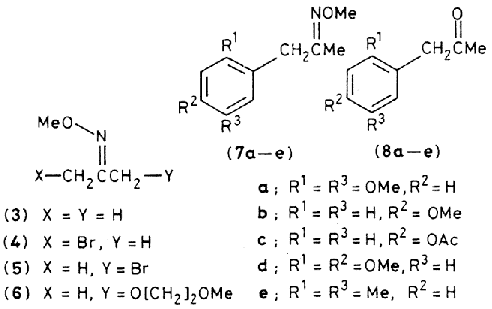 NOMe
R¹
CH₂CMe
R²
R³
(7a—e)
O
R¹
CH₂CMe
R²
R³
(8a—e)
MeO
N
X—CH₂CCH₂—Y
(3) X = Y = H
(4) X = Br, Y = H
(5) X = H, Y = Br
(6) X = H, Y = O[CH₂]₂OMe
a; R¹ = R³ = OMe, R² = H
b; R¹ = R³ = H, R² = OMe
c; R¹ = R³ = H, R² = OAc
d; R¹ = R² = OMe, R³ = H
e; R¹ = R³ = Me, R² = H